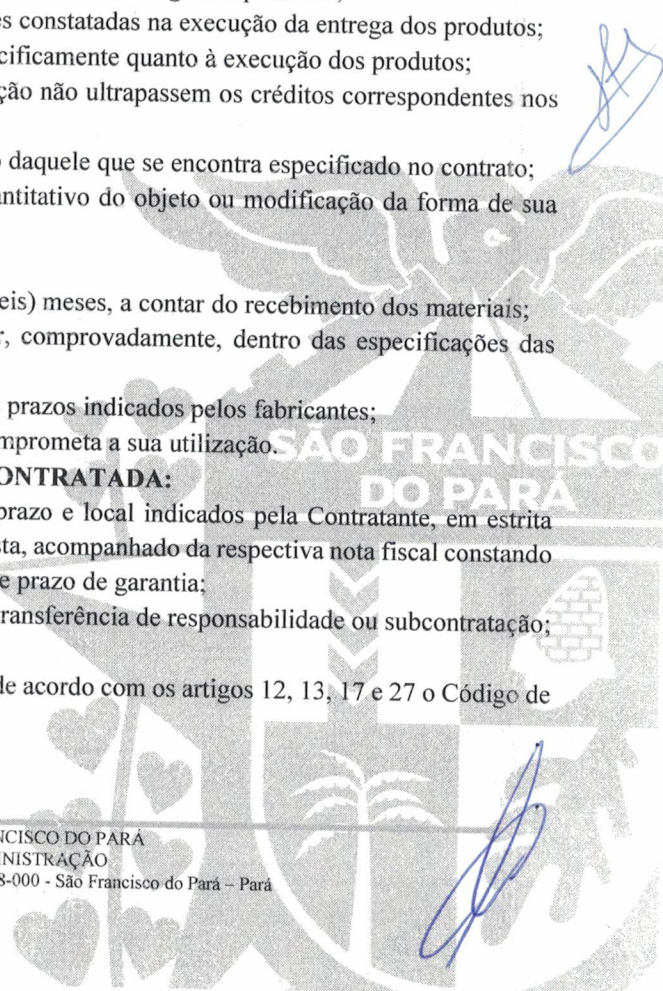 s constatadas na execução da entrega dos produtos;
cificamente quanto à execução dos produtos;
ção não ultrapassem os créditos correspondentes nos
daquele que se encontra especificado no contrato;
antitativo do objeto ou modificação da forma de sua
eis) meses, a contar do recebimento dos materiais;
r, comprovadamente, dentro das especificações das
prazos indicados pelos fabricantes;
mprometa a sua utilização.
SÃO FRANCISCO
DO PARÁ
ONTRATADA:
prazo e local indicados pela Contratante, em estrita
sta, acompanhado da respectiva nota fiscal constando
e prazo de garantia;
transferência de responsabilidade ou subcontratação;
de acordo com os artigos 12, 13, 17 e 27 o Código de
NCISCO DO PARÁ
INISTRAÇÃO
8-000 - São Francisco do Pará – Pará